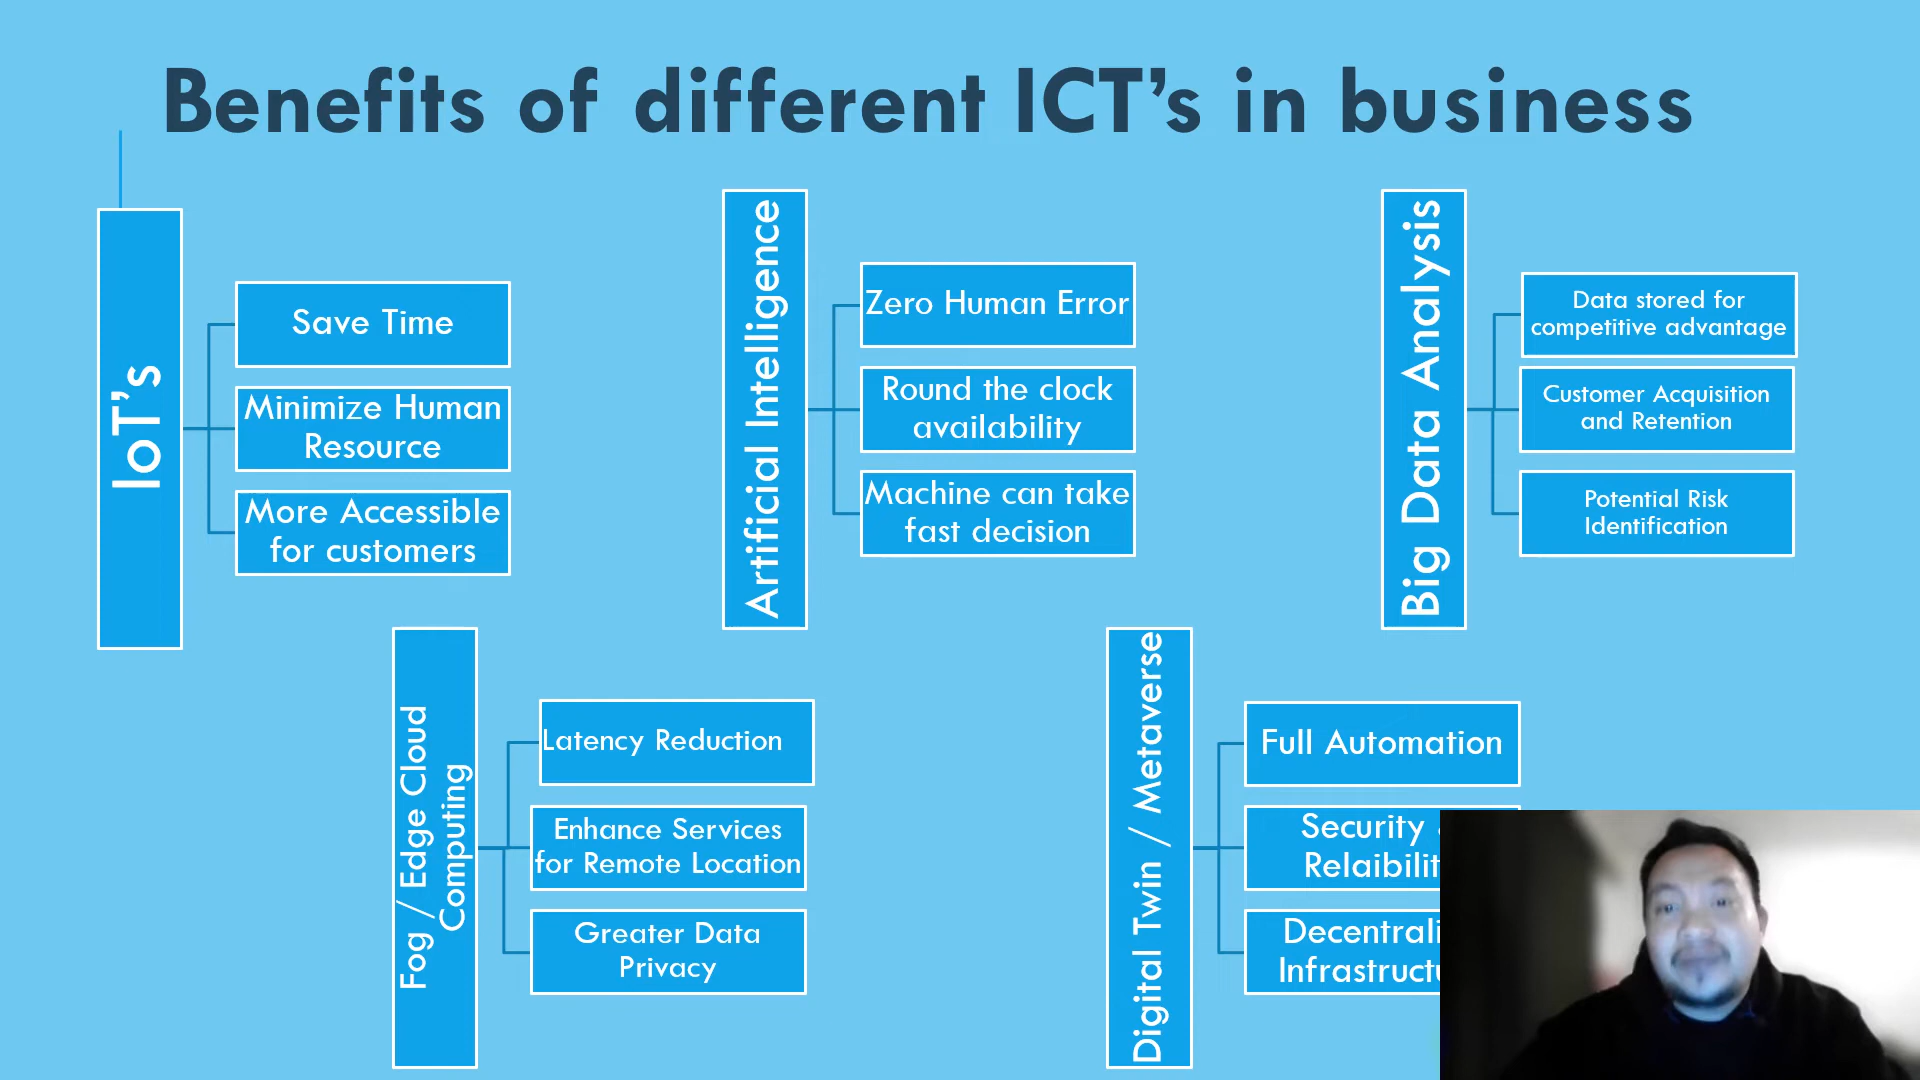 Benefits of different ICT's in business
IoT's
Save Time
Minimize Human
Resource
More Accessible
for customers
Artificial Intelligence
Zero Human Error
Round the clock
availability
Machine can take
fast decision
Big Data Analysis
Data stored for
competitive advantage
Customer Acquisition
and Retention
Potential Risk
Identification
Fog / Edge Cloud
Computing
Latency Reduction
Enhance Services
for Remote Location
Greater Data
Privacy
Digital Twin / Metaverse
Full Automation
Security